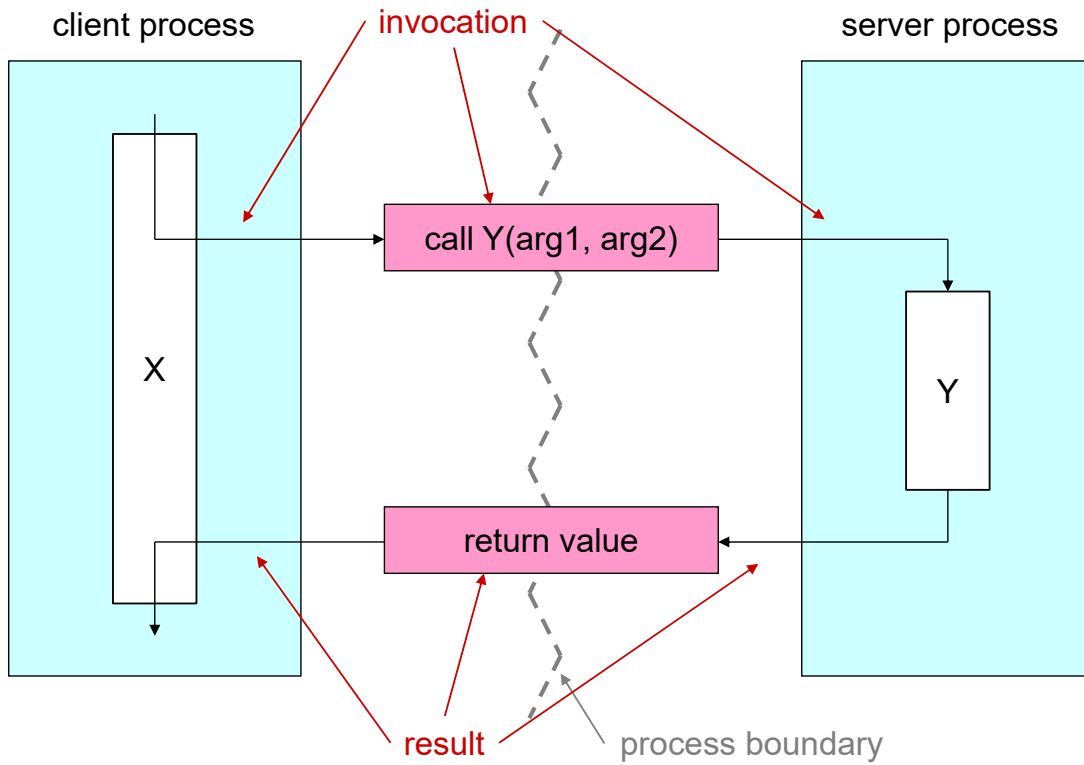 client process
invocation
server process
call Y(arg1, arg2)
X
Y
return value
result
process boundary